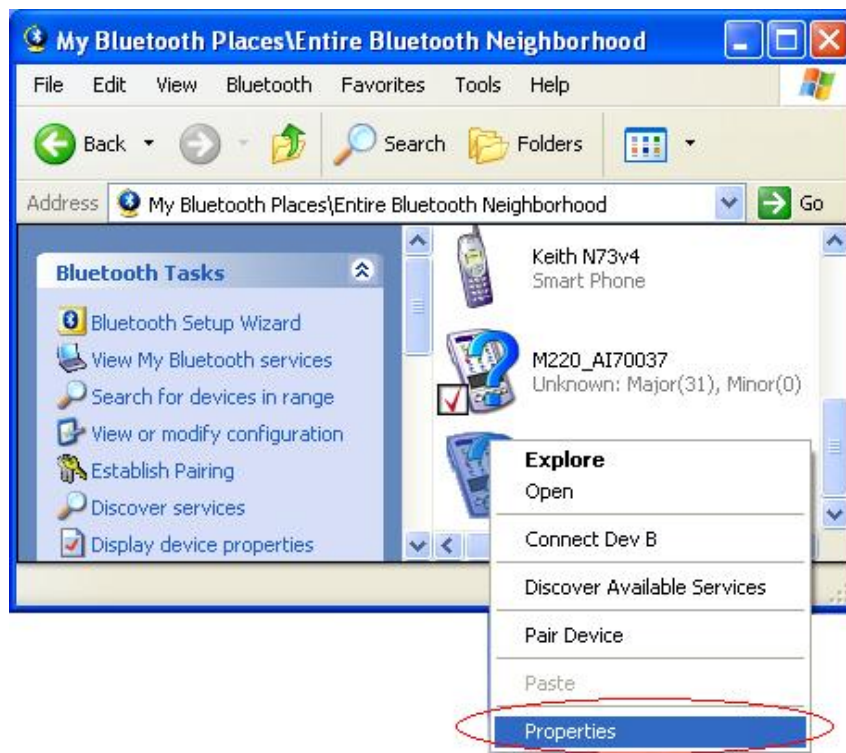 My Bluetooth Places\Entire Bluetooth Neighborhood
File Edit View Bluetooth Favorites Tools Help
Back Search Folders
Address My Bluetooth Places\Entire Bluetooth Neighborhood Go
Bluetooth Tasks
Bluetooth Setup Wizard
View My Bluetooth services
Search for devices in range
View or modify configuration
Establish Pairing
Discover services
Display device properties
Keith N73v4
Smart Phone
M220_AI70037
Unknown: Major(31), Minor(0)
Explore
Open
Connect Dev B
Discover Available Services
Pair Device
Paste
Properties